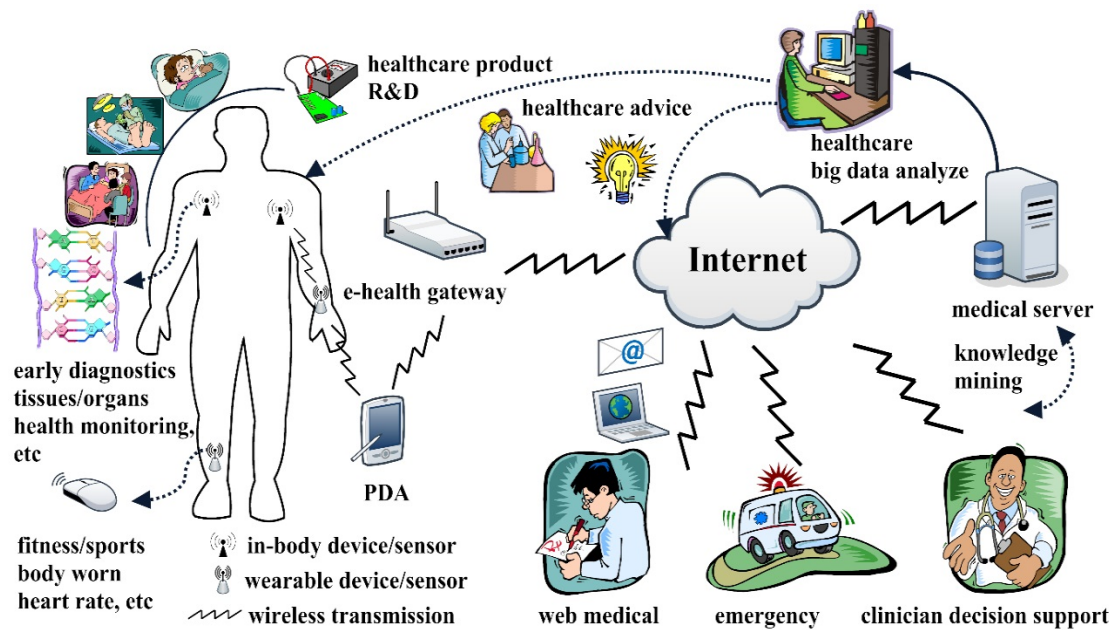 healthcare product
R&D
healthcare advice
healthcare
big data analyze
Internet
e-health gateway
medical server
knowledge
mining
early diagnostics
tissues/organs
health monitoring,
etc
@
PDA
fitness/sports
body worn
heart rate, etc
in-body device/sensor
wearable device/sensor
wireless transmission
web medical
emergency
clinician decision support